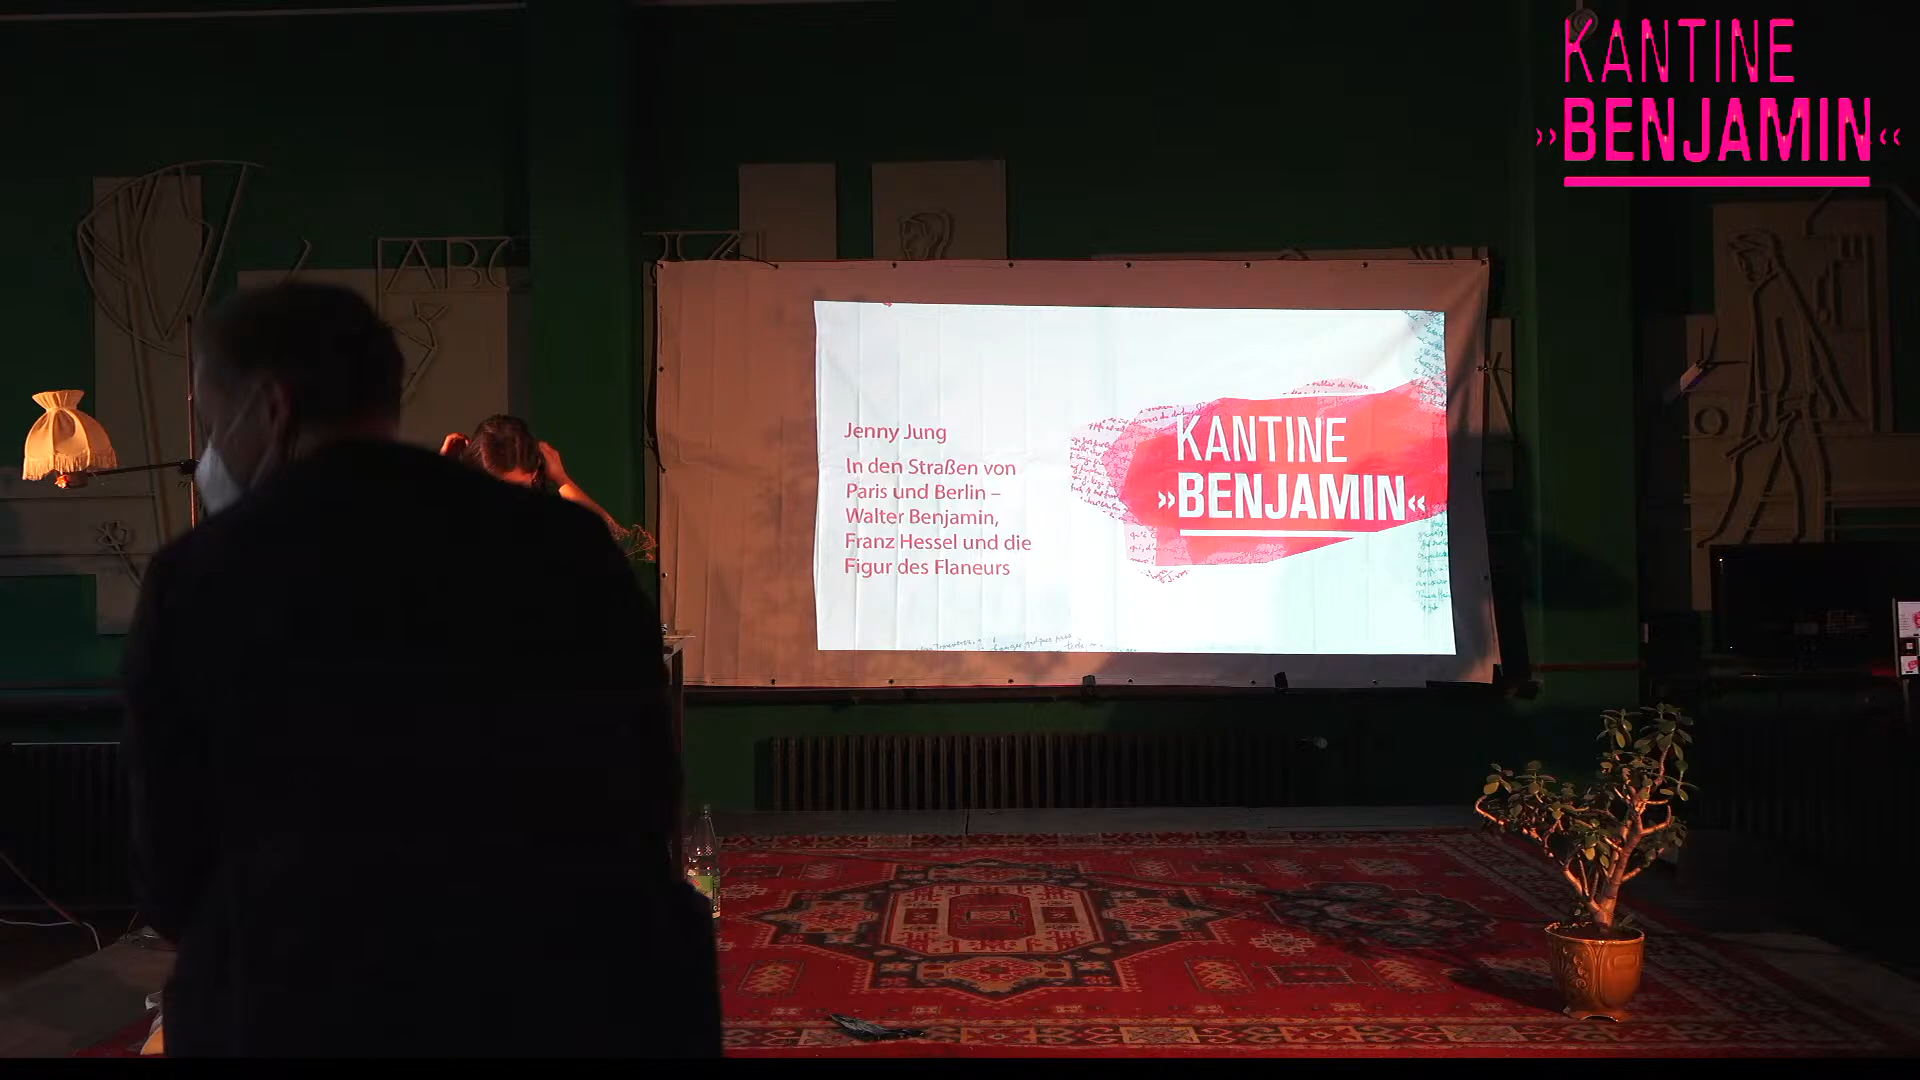 KANTINE
»BENJAMIN«
ABC
Jenny Jung
In den Straßen von
Paris und Berlin –
Walter Benjamin,
Franz Hessel und die
Figur des Flaneurs
KANTINE
»BENJAMIN«